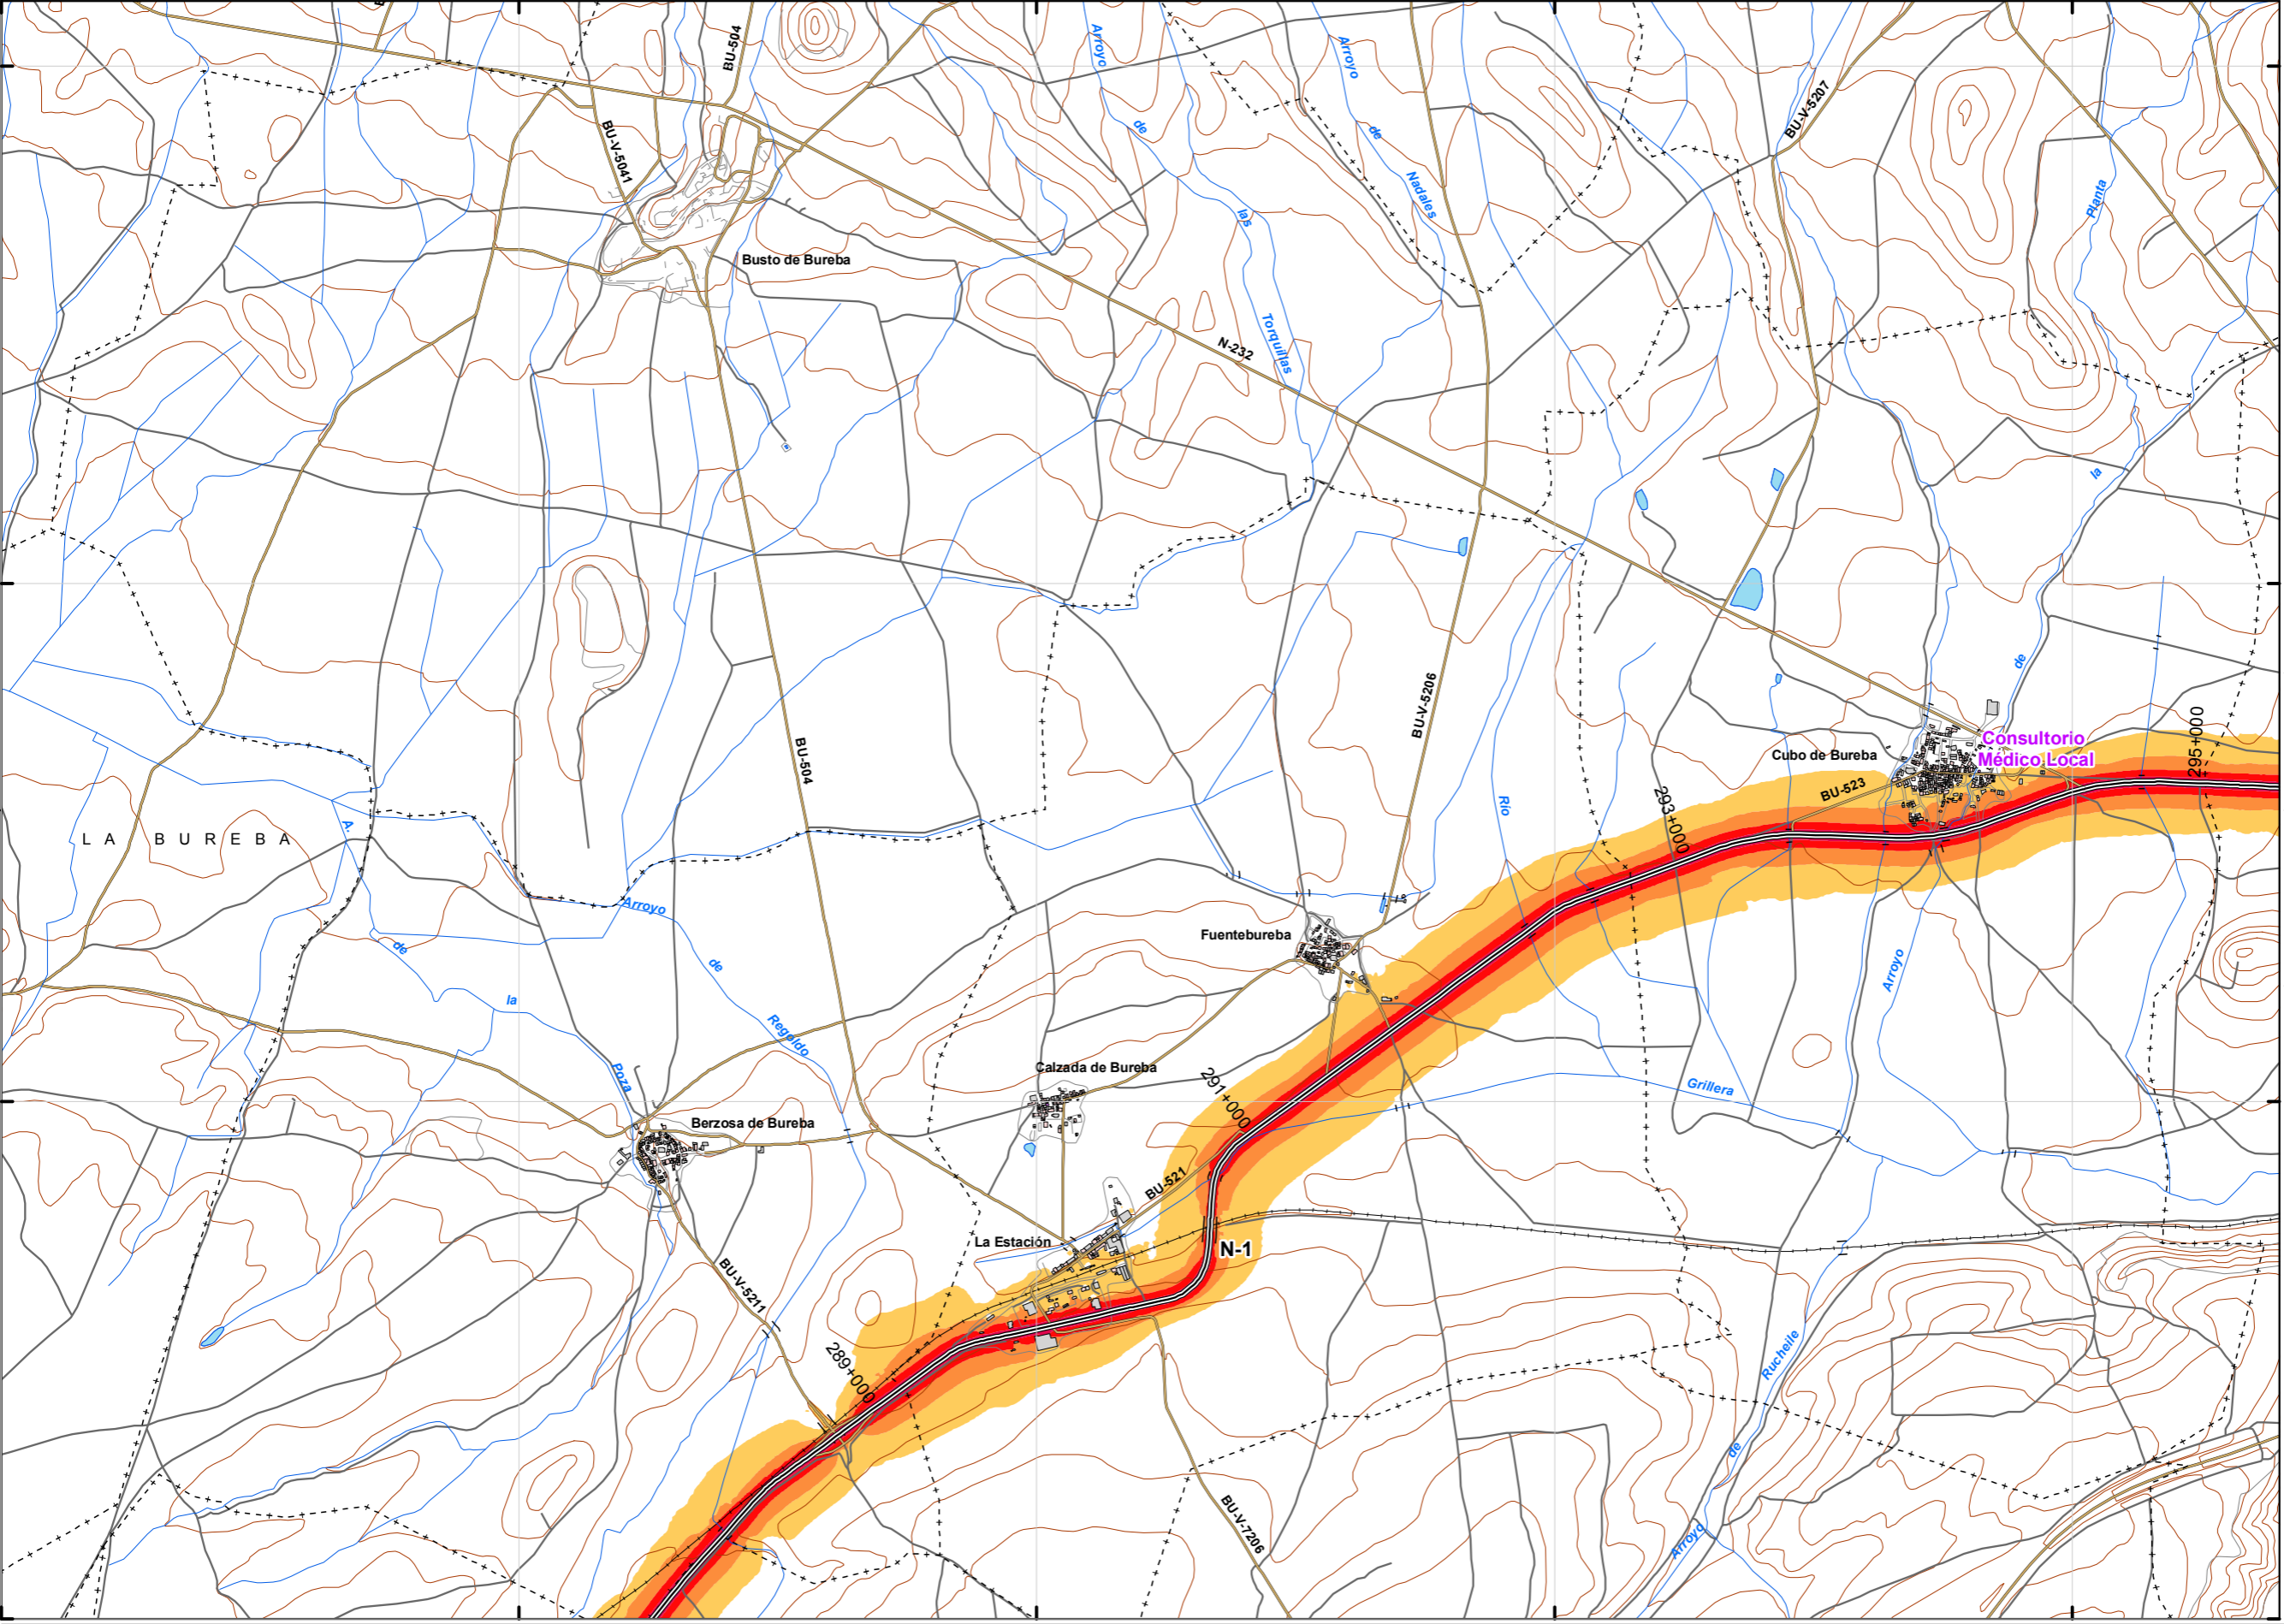 BU-504
Arroyo
de
las
Torquillas
Arroyo
de
Nadales
BU-V-5207
Planta
la
de
BU-V-5041
Busto de Bureba
N-232
BU-V-5206
BU-504
Consultorio
Médico Local
Cubo de Bureba
295+000
BU-523
293+000
Río
LA BUREBA
A.
de
la
Poza
Arroyo
de
Regoldo
Fuentebureba
Arroyo
Calzada de Bureba
291+000
Grillera
Berzosa de Bureba
BU-521
La Estación
N-1
BU-V-5211
289+000
Rucheile
de
Arroyo
BU-V-7206